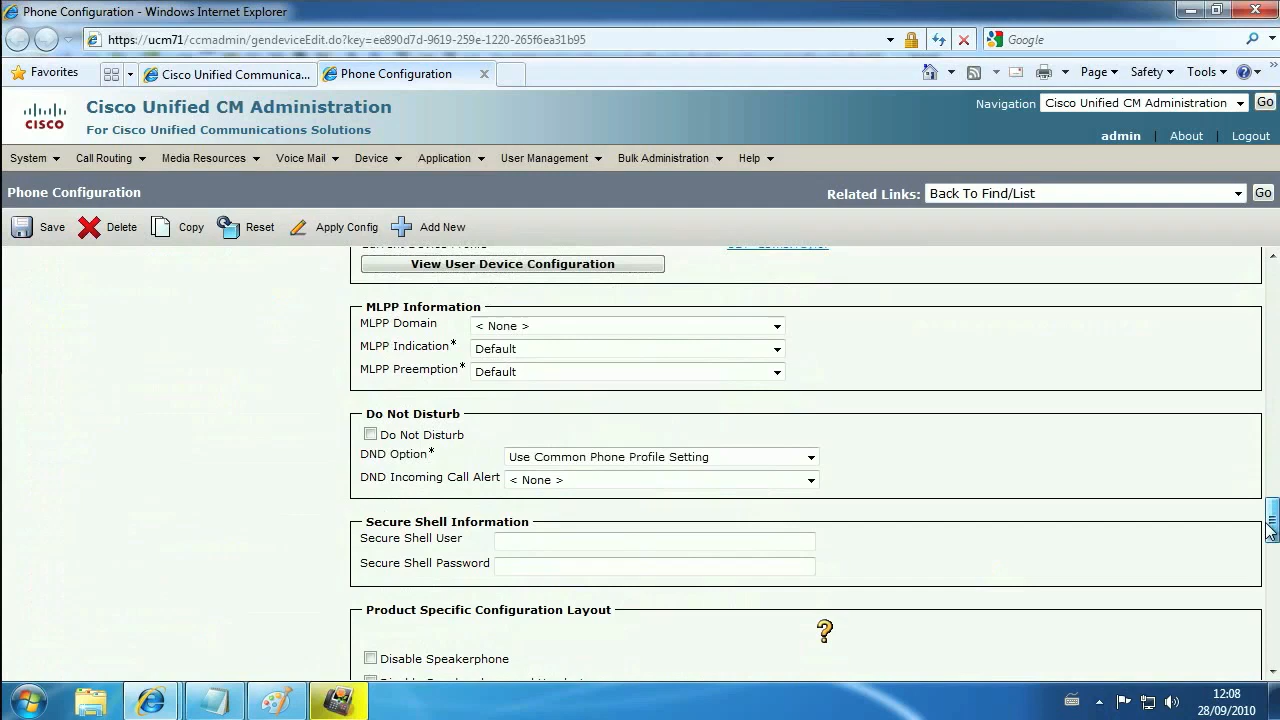 Phone Configuration - Windows Internet Explorer
https://ucm71/ccmadmin/gendeviceEdit.do?key=ee890d7d-9619-259e-1220-265f6ea31b95
Google
Favorites
Cisco Unified Communica...
Phone Configuration
Page
Safety
Tools
CISCO
Cisco Unified CM Administration
For Cisco Unified Communications Solutions
Navigation Cisco Unified CM Administration Go
admin | About | Logout
System Call Routing Media Resources Voice Mail Device Application User Management Bulk Administration Help
Phone Configuration
Related Links: Back To Find/List Go
Save Delete Copy Reset Apply Config Add New
View User Device Configuration
MLPP Information
MLPP Domain < None >
MLPP Indication* Default
MLPP Preemption* Default
Do Not Disturb
Do Not Disturb
DND Option* Use Common Phone Profile Setting
DND Incoming Call Alert < None >
Secure Shell Information
Secure Shell User
Secure Shell Password
Product Specific Configuration Layout
?
Disable Speakerphone
12:08
28/09/2010